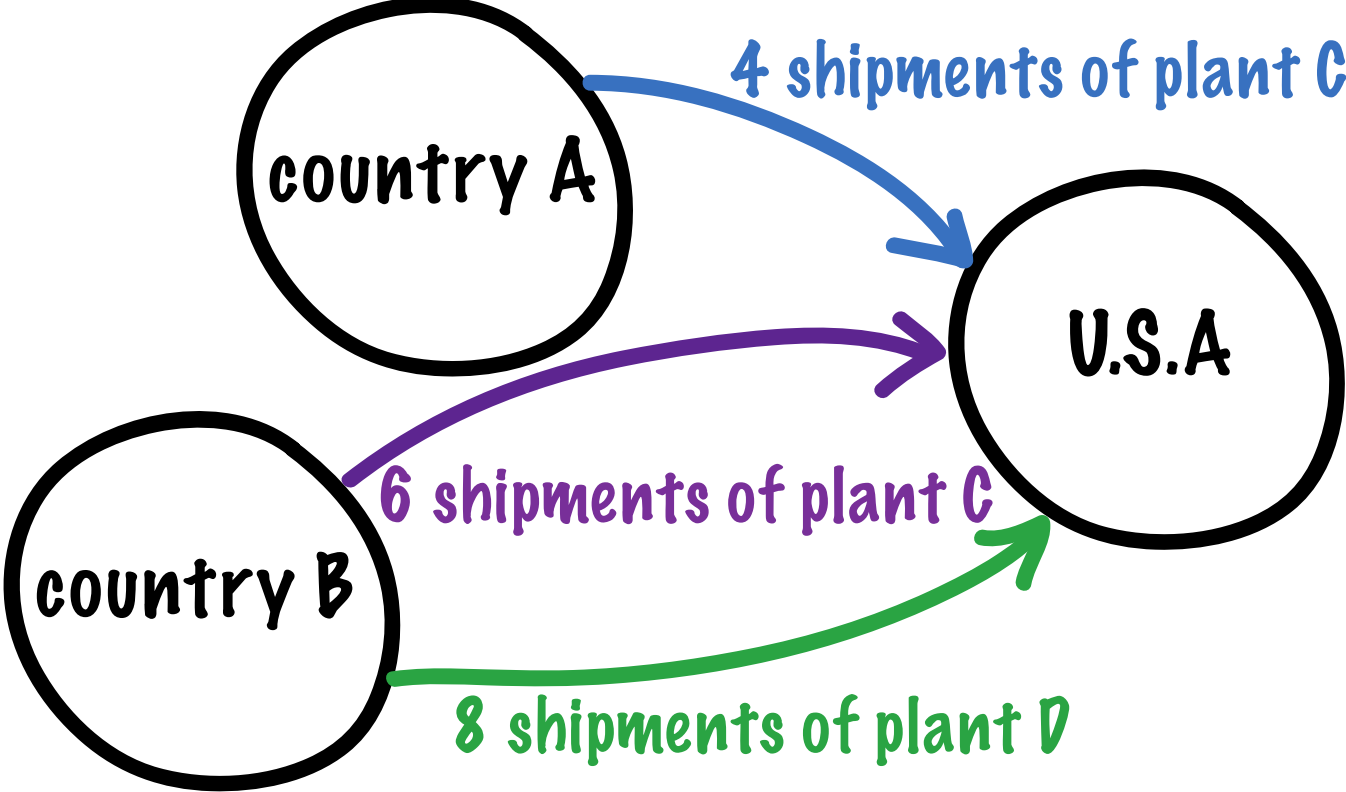 4 shipments of plant C
country A
U.S.A
6 shipments of plant C
country B
8 shipments of plant D